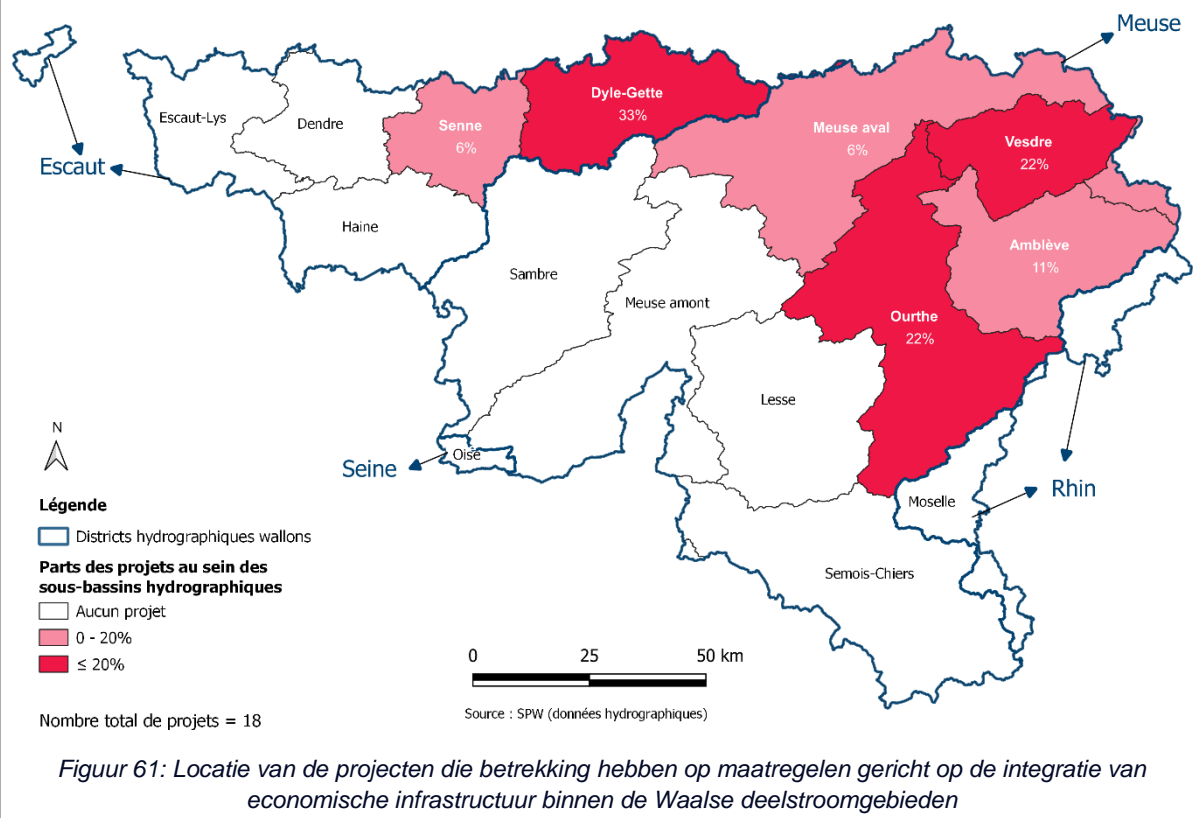 Meuse
Escaut-Lys
Dendre
Senne
6%
Dyle-Gette
33%
Meuse aval
6%
Vesdre
22%
Escaut
Haine
Sambre
Meuse amont
Amblève
11%
Ourthe
22%
Lesse
N
Oise
Seine
Moselle
Rhin
Semois-Chiers
Légende
Districts hydrographiques wallons
Parts des projets au sein des
sous-bassins hydrographiques
Aucun projet
0 - 20%
≤ 20%
Nombre total de projets = 18
0 25 50 km
Source : SPW (données hydrographiques)
Figuur 61: Locatie van de projecten die betrekking hebben op maatregelen gericht op de integratie van
economische infrastructuur binnen de Waalse deelstroomgebieden